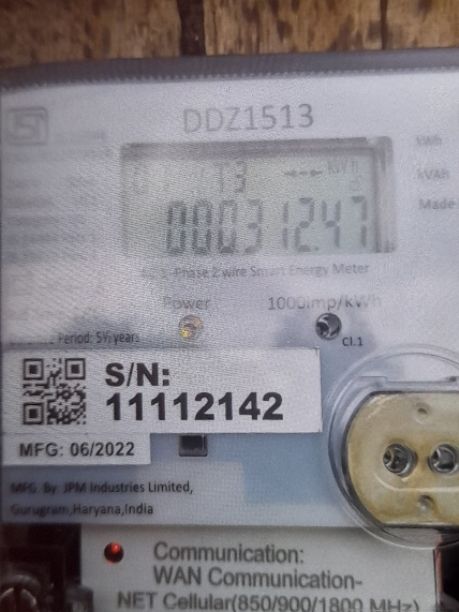 DDZ1513
kWh
T3 kWh
kVAh
00031247
Made
-Phase 2 wire Smart Energy Meter
Power 1000imp/kWh
Period: 5½ years
Cl.1
S/N:
11112142
MFG: 06/2022
MFG. By. JPM Industries Limited,
Gurugram,Haryana,India
Communication:
WAN Communication-
NET Cellular(850/900/1800 MHz)